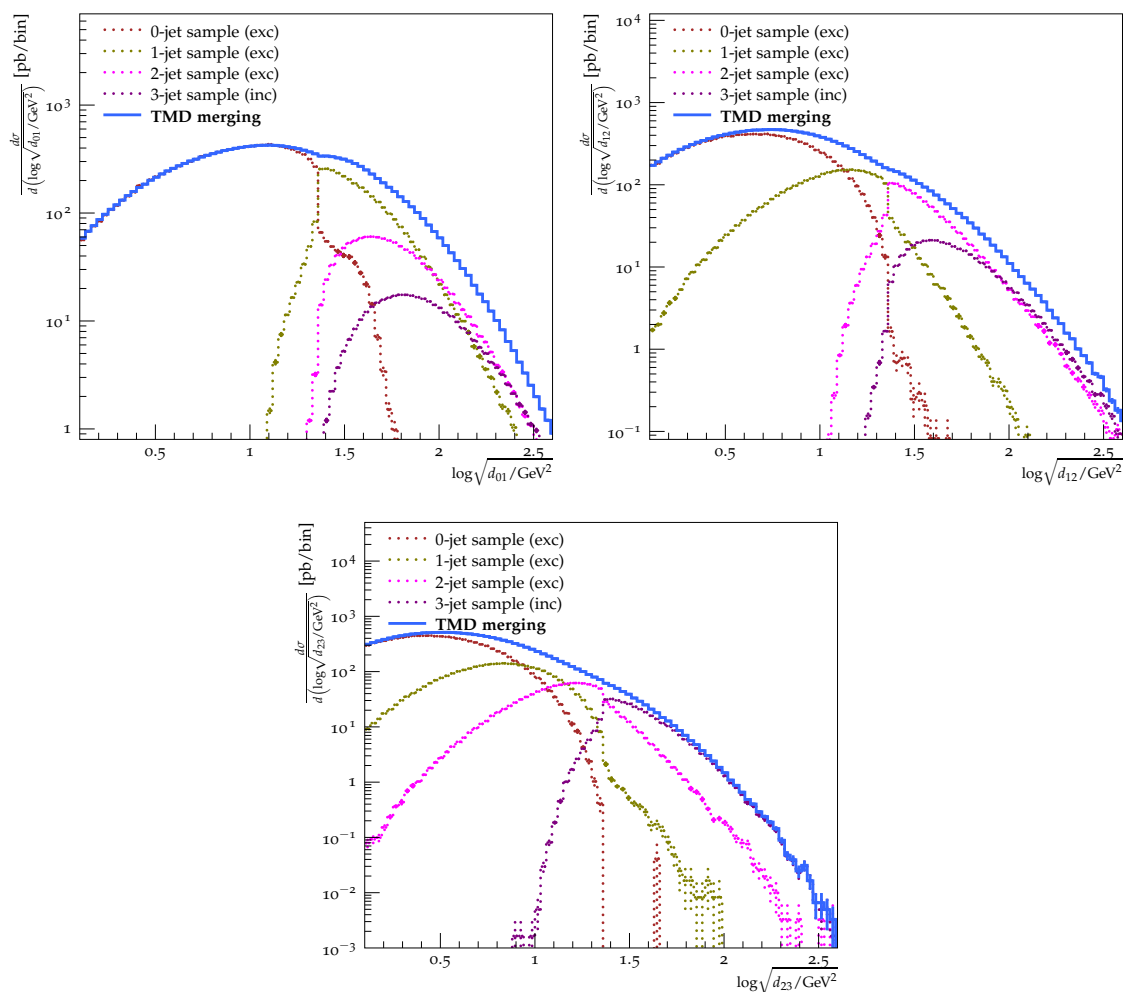 dσ/d(log√d₀₁/GeV²) [pb/bin]
0-jet sample (exc)
1-jet sample (exc)
2-jet sample (exc)
3-jet sample (inc)
TMD merging
10³
10²
10¹
1
0.5 1 1.5 2 2.5
log√d₀₁/GeV²
dσ/d(log√d₁₂/GeV²) [pb/bin]
0-jet sample (exc)
1-jet sample (exc)
2-jet sample (exc)
3-jet sample (inc)
TMD merging
10⁴
10³
10²
10¹
1
10⁻¹
0.5 1 1.5 2 2.5
log√d₁₂/GeV²
dσ/d(log√d₂₃/GeV²) [pb/bin]
0-jet sample (exc)
1-jet sample (exc)
2-jet sample (exc)
3-jet sample (inc)
TMD merging
10⁴
10³
10²
10¹
1
10⁻¹
10⁻²
10⁻³
0.5 1 1.5 2 2.5
log√d₂₃/GeV²